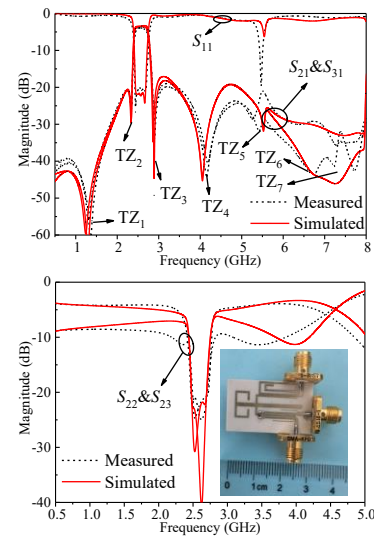 0
-10
-20
-30
-40
-50
-60
Magnitude (dB)
S11
S21&S31
TZ1
TZ2
TZ3
TZ4
TZ5
TZ6
TZ7
Measured
Simulated
1 2 3 4 5 6 7 8
Frequency (GHz)
0
-10
-20
-30
-40
Magnitude (dB)
S22&S23
Measured
Simulated
0 1cm 2 3 4
0.5 1.0 1.5 2.0 2.5 3.0 3.5 4.0 4.5 5.0
Frequency (GHz)